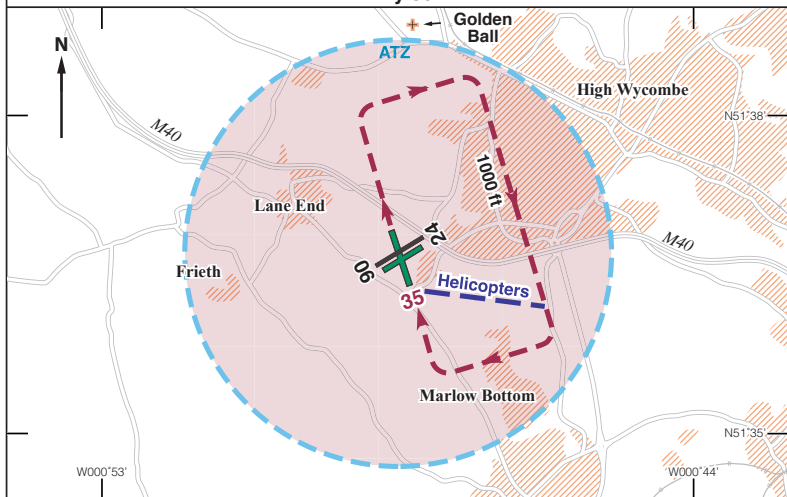 Golden
Ball
N
ATZ
High Wycombe
N51°38'
M40
1000 ft
Lane End
24
M40
Frieth
06
Helicopters
35
Marlow Bottom
N51°35'
W000°53'
W000°44'